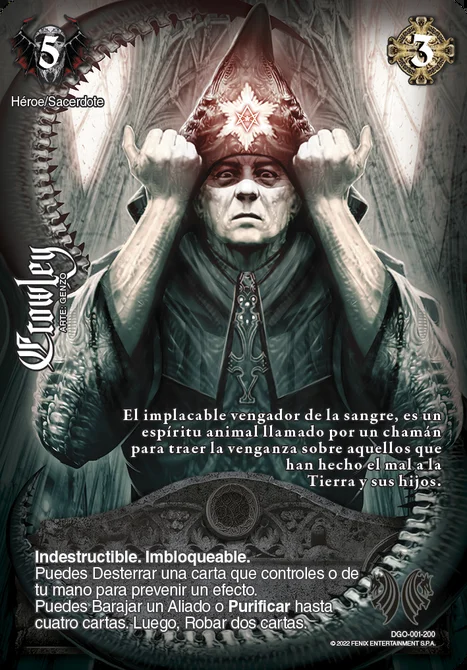 5
3
Héroe/Sacerdote
Crowley
ARTE: GENZO
El implacable vengador de la sangre, es un
espíritu animal llamado por un chamán
para traer la venganza sobre aquellos que
han hecho el mal a la
Tierra y sus hijos.
Indestructible. Imbloqueable.
Puedes Desterrar una carta que controles o de
tu mano para prevenir un efecto.
Puedes Barajar un Aliado o Purificar hasta
cuatro cartas. Luego, Robar dos cartas.
DGO-001-200
©2022 FENIX ENTERTAINMENT S.P.A.